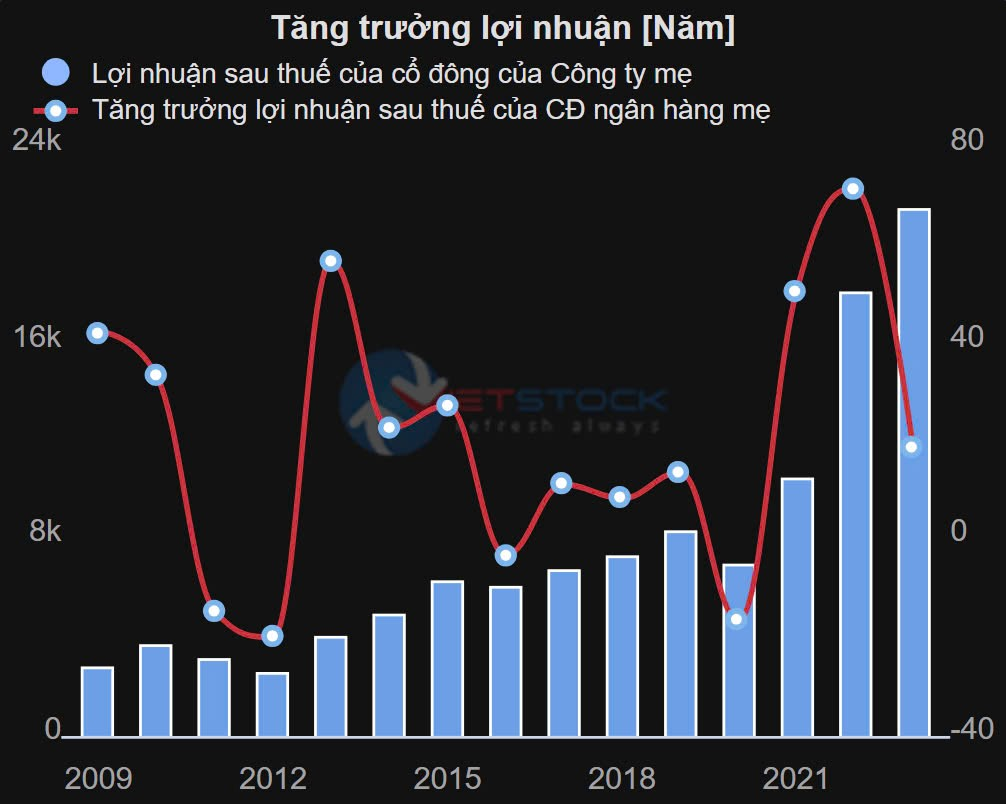 Tăng trưởng lợi nhuận [Năm]
Lợi nhuận sau thuế của cổ đông của Công ty mẹ
Tăng trưởng lợi nhuận sau thuế của CĐ ngân hàng mẹ
24k 80
16k 40
ETSTOCK
refresh always
8k 0
0 -40
2009 2012 2015 2018 2021